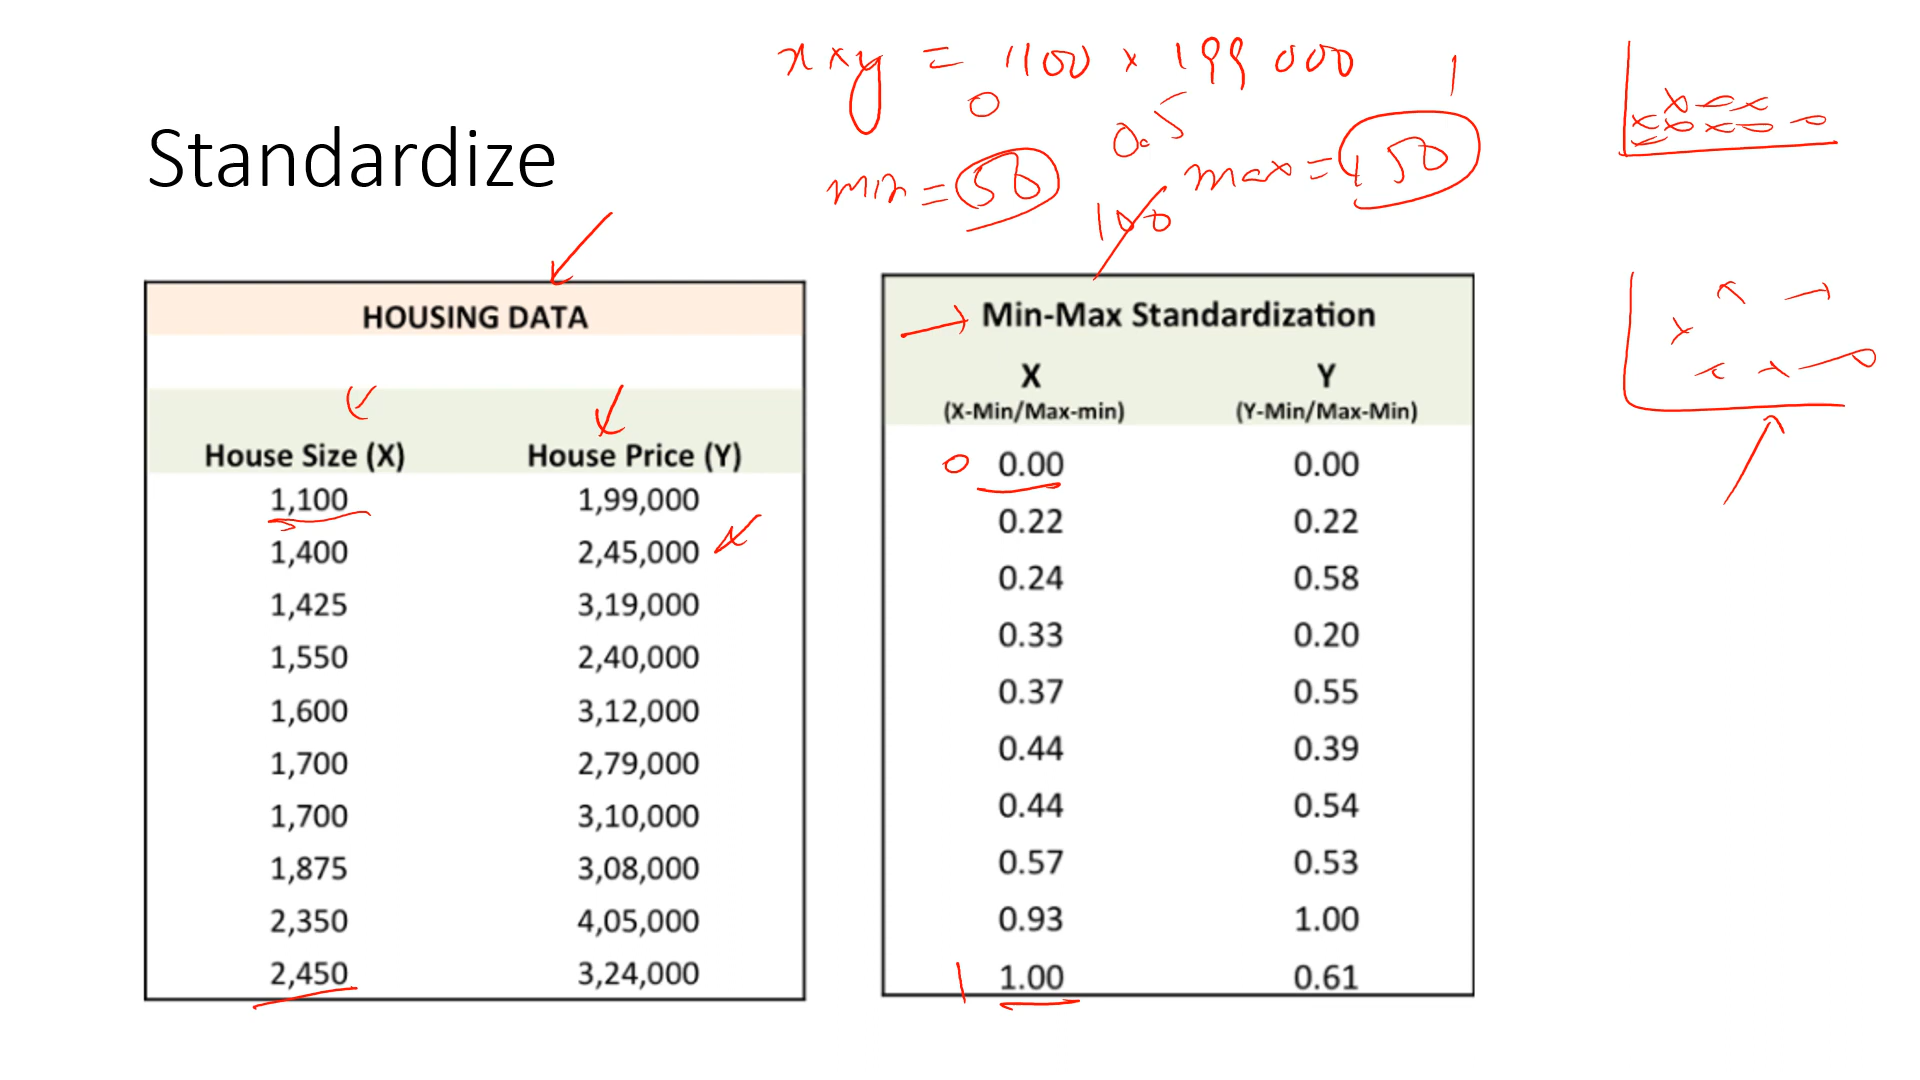 x x y = 1100 x 199 000
0
0.5
1
Standardize
min = 50
max = 150
100
HOUSING DATA
House Size (X) House Price (Y)
1,100 1,99,000
1,400 2,45,000
1,425 3,19,000
1,550 2,40,000
1,600 3,12,000
1,700 2,79,000
1,700 3,10,000
1,875 3,08,000
2,350 4,05,000
2,450 3,24,000
Min-Max Standardization
X Y
(X-Min/Max-min) (Y-Min/Max-Min)
0 0.00 0.00
0.22 0.22
0.24 0.58
0.33 0.20
0.37 0.55
0.44 0.39
0.44 0.54
0.57 0.53
0.93 1.00
1 1.00 0.61